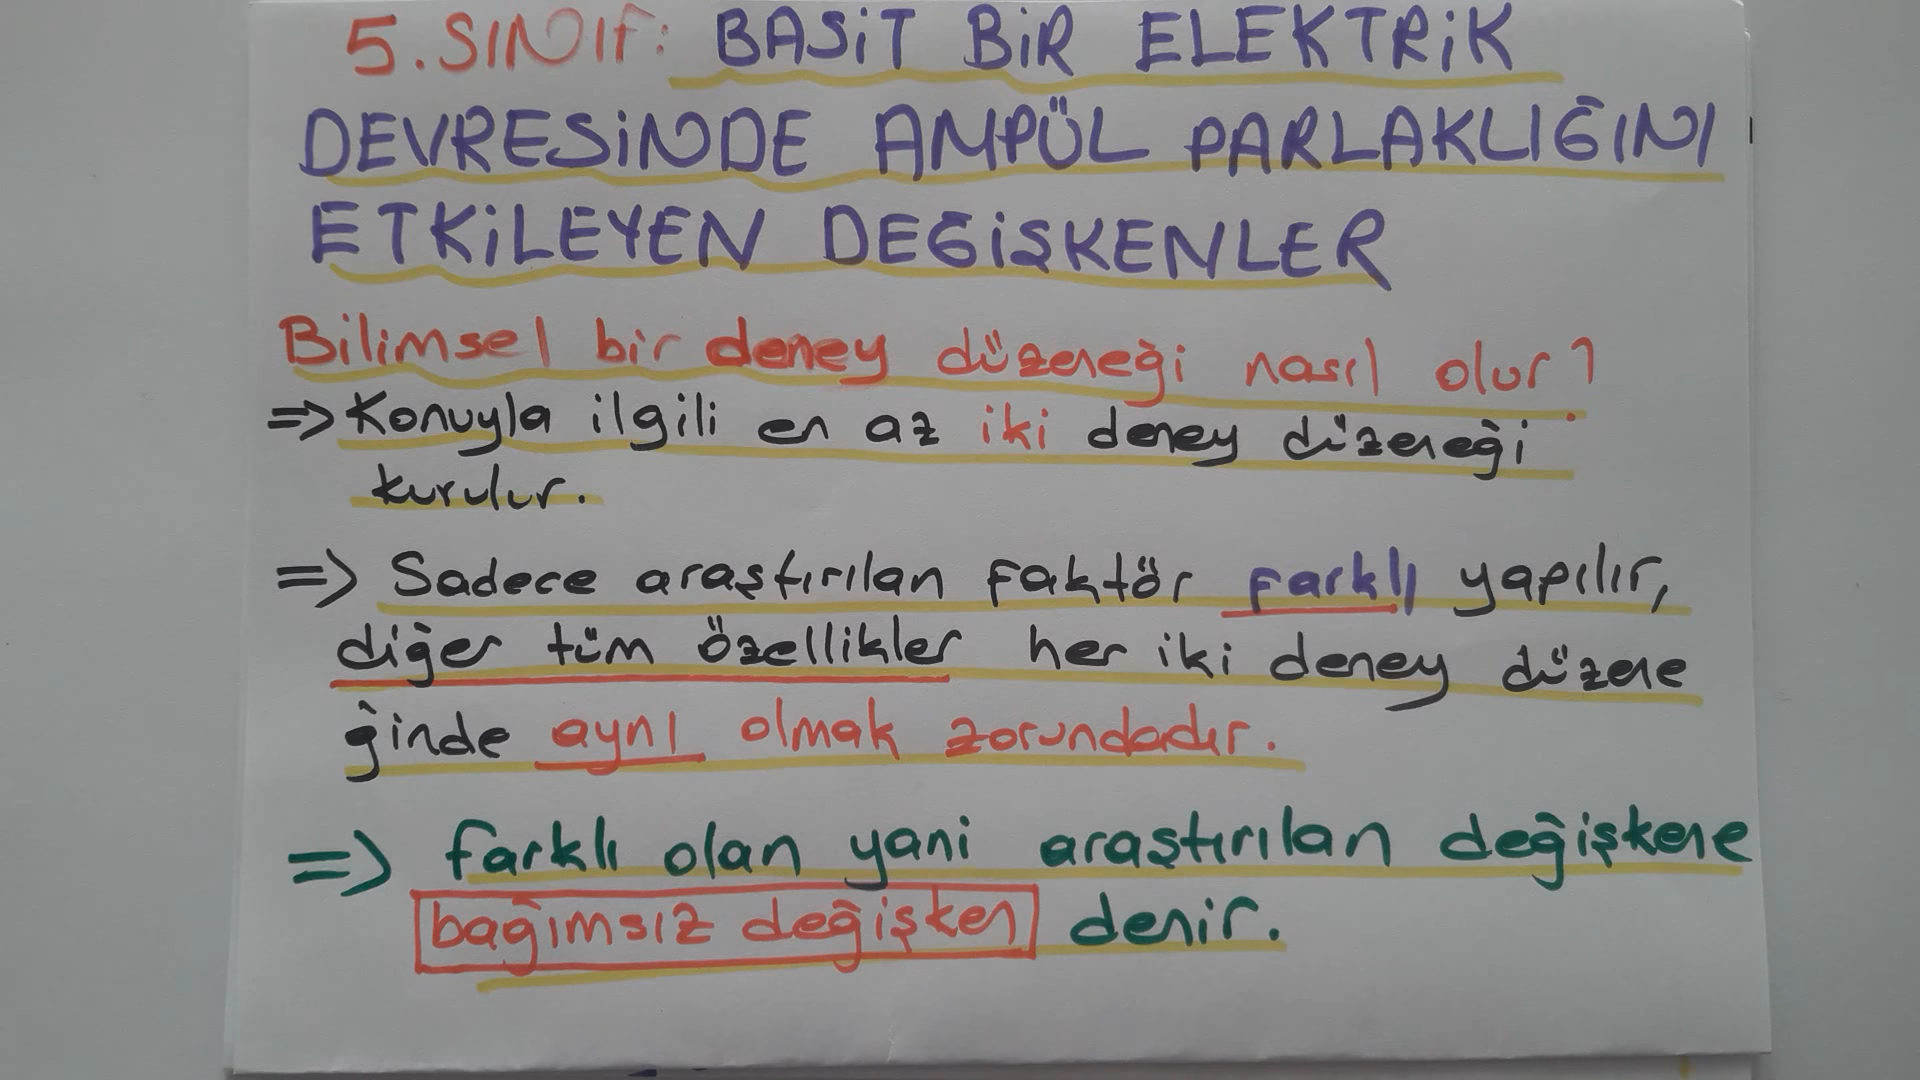 5. SINIF: BASİT BİR ELEKTRİK
DEVRESİNDE AMPÜL PARLAKLIĞINI
ETKİLEYEN DEĞİŞKENLER
Bilimsel bir deney düzeneği nasıl olur?
=> Konuyla ilgili en az iki deney düzeneği
kurulur.
=> Sadece araştırılan faktör farklı yapılır,
diğer tüm özellikler her iki deney düzene
ğinde aynı olmak zorundadır.
=> farklı olan yani araştırılan değişkene
bağımsız değişken denir.